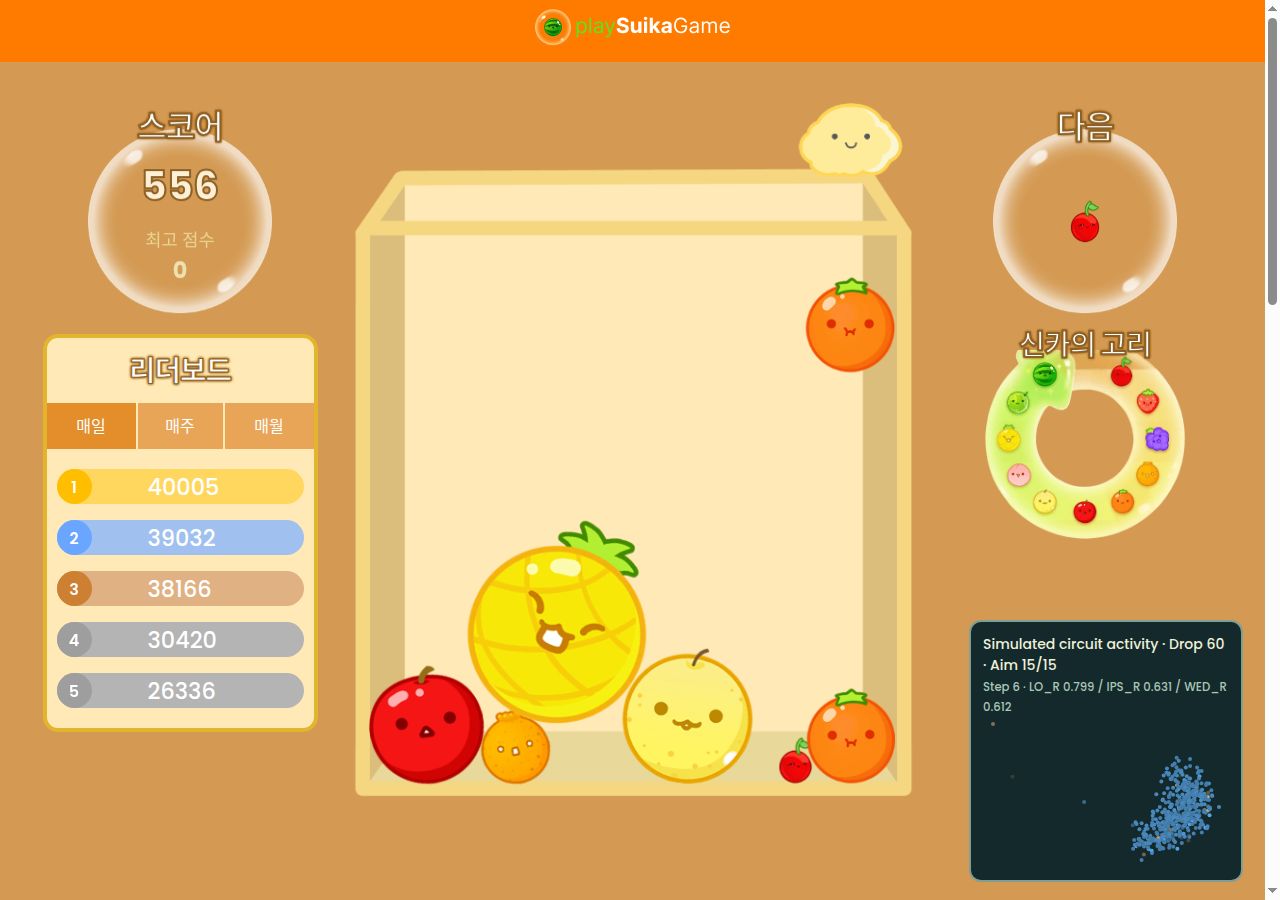 playSuikaGame
스코어
556
최고 점수
0
리더보드
매일
매주
매월
1
40005
2
39032
3
38166
4
30420
5
26336
다음
신카의 고리
Simulated circuit activity · Drop 60
· Aim 15/15
Step 6 · LO_R 0.799 / IPS_R 0.631 / WED_R
0.612